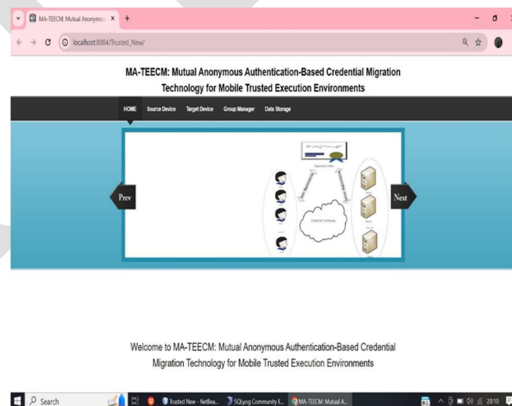 MA-TEECM: Mutual Anonymou
localhost:8084/Trusted_New/
MA-TEECM: Mutual Anonymous Authentication-Based Credential Migration
Technology for Mobile Trusted Execution Environments
HOME Source Device Target Device Group Manager Data Storage
Prev
Next
Welcome to MA-TEECM: Mutual Anonymous Authentication-Based Credential
Migration Technology for Mobile Trusted Execution Environments
Search
Trusted New - NetBea... SQLyog Community E... MA-TEECM: Mutual A...
20:10